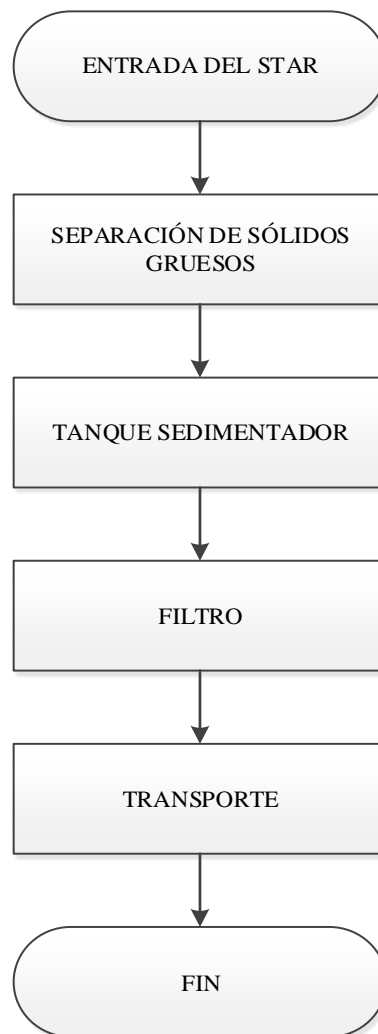 ENTRADA DEL STAR
SEPARACIÓN DE SÓLIDOS
GRUESOS
TANQUE SEDIMENTADOR
FILTRO
TRANSPORTE
FIN